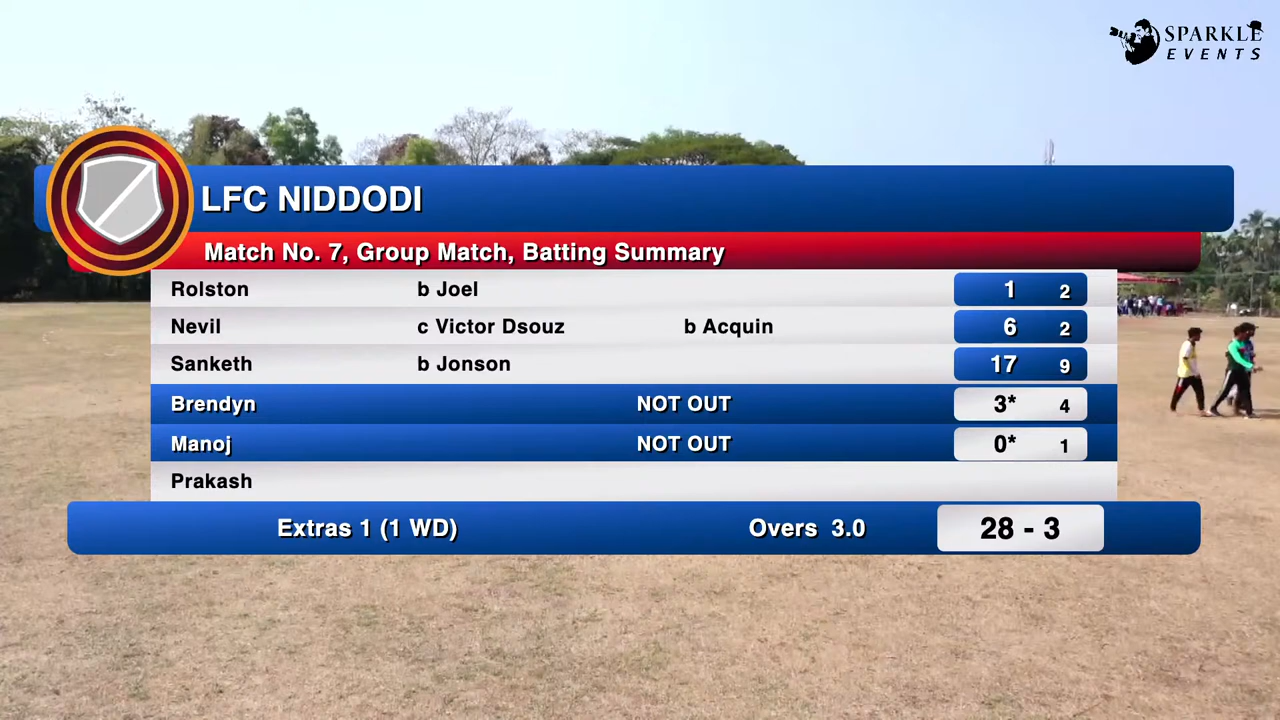 SPARKLE
EVENTS
LFC NIDDODI
Match No. 7, Group Match, Batting Summary
Rolston b Joel 1 2
Nevil c Victor Dsouz b Acquin 6 2
Sanketh b Jonson 17 9
Brendyn NOT OUT 3* 4
Manoj NOT OUT 0* 1
Prakash
Extras 1 (1 WD) Overs 3.0 28 - 3